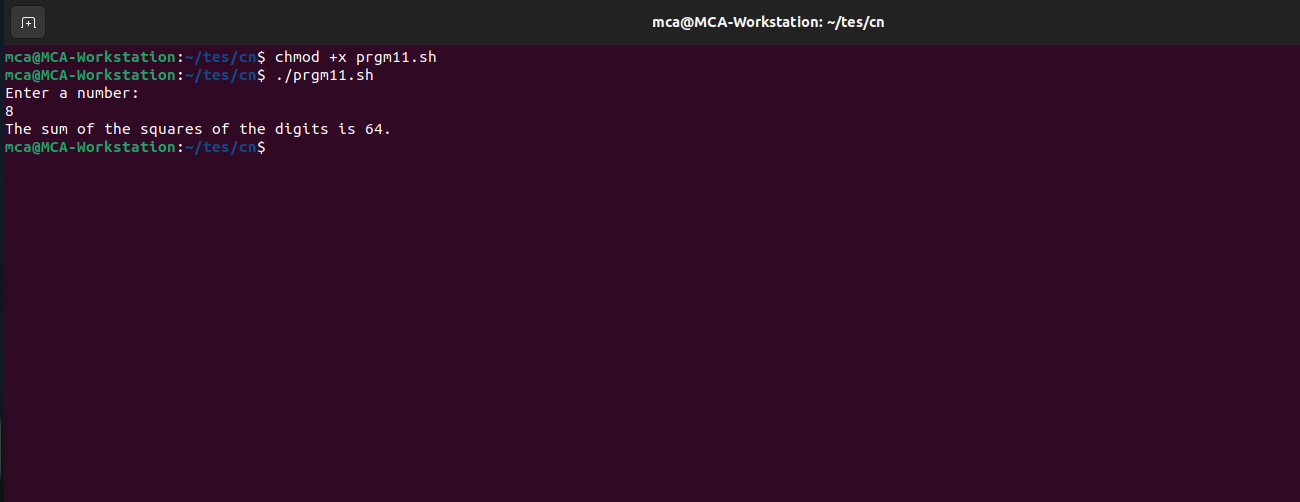 mca@MCA-Workstation: ~/tes/cn
mca@MCA-Workstation:~/tes/cn$ chmod +x prgm11.sh
mca@MCA-Workstation:~/tes/cn$ ./prgm11.sh
Enter a number:
8
The sum of the squares of the digits is 64.
mca@MCA-Workstation:~/tes/cn$